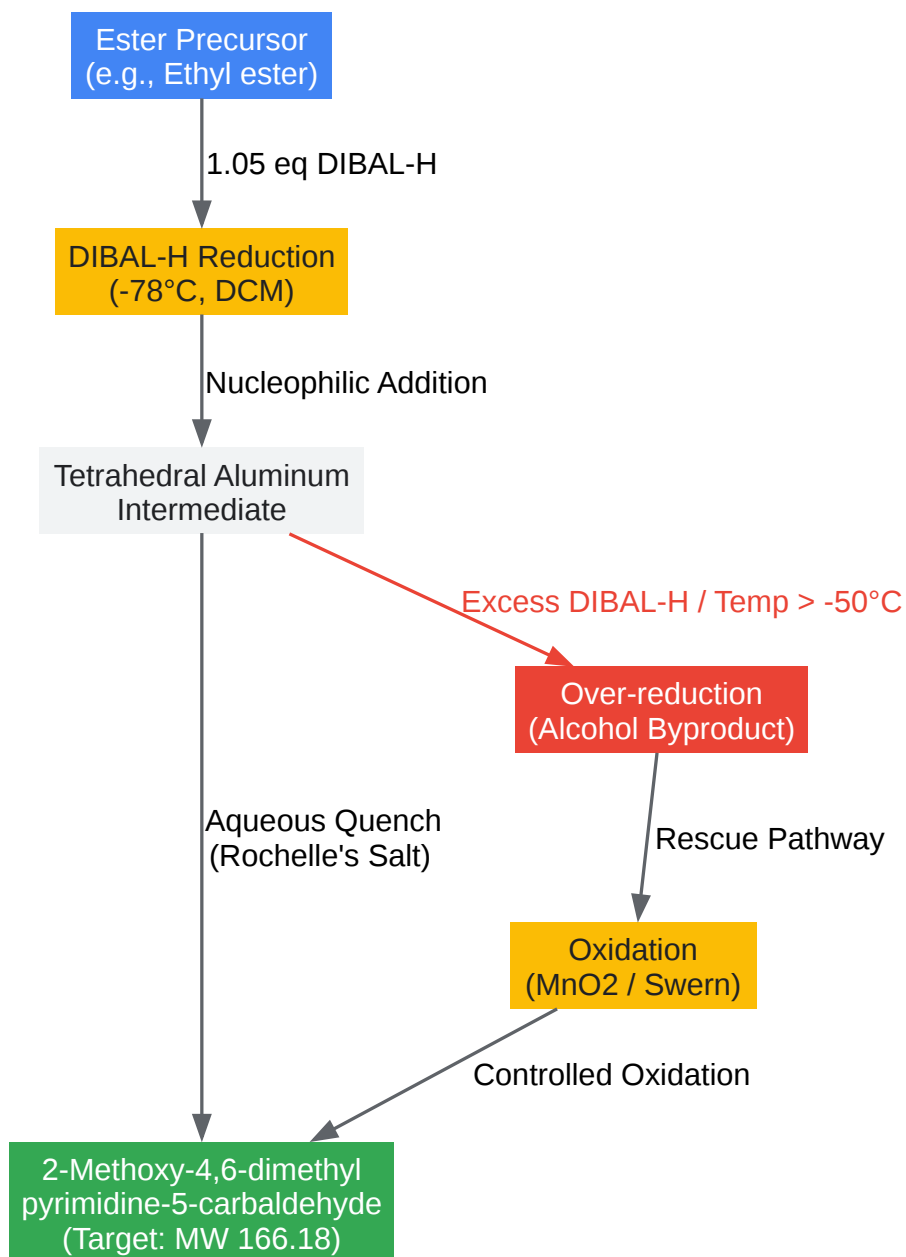 Ester Precursor
(e.g., Ethyl ester)
1.05 eq DIBAL-H
DIBAL-H Reduction
(-78°C, DCM)
Nucleophilic Addition
Tetrahedral Aluminum
Intermediate
Excess DIBAL-H / Temp > -50°C
Over-reduction
(Alcohol Byproduct)
Aqueous Quench
(Rochelle's Salt)
Rescue Pathway
Oxidation
(MnO2 / Swern)
Controlled Oxidation
2-Methoxy-4,6-dimethyl
pyrimidine-5-carbaldehyde
(Target: MW 166.18)